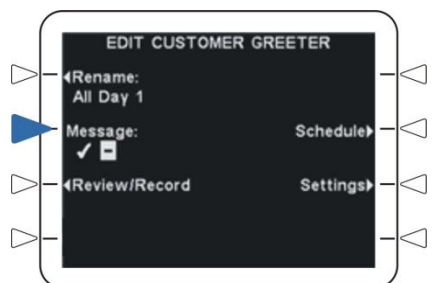 EDIT CUSTOMER GREETER
Rename:
All Day 1
Message:
Schedule
✓ -
Review/Record
Settings